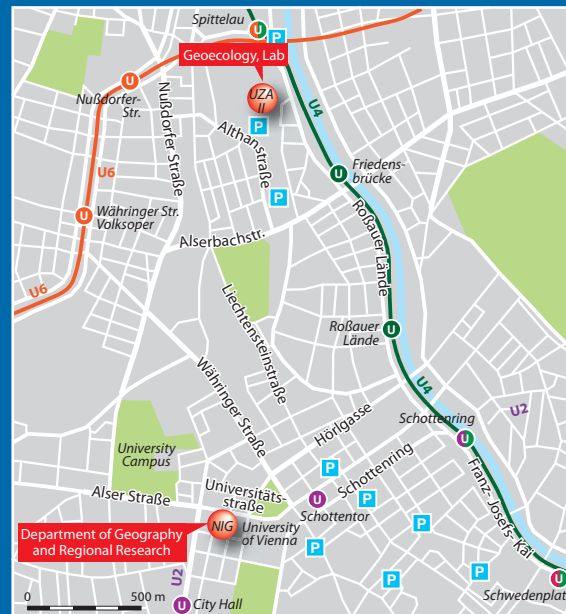 Spittelau
U
P
Geoecology, Lab
UZA
II
P
U4
U
Nußdorfer-
Str.
Nußdorfer Straße
Althanstraße
P
U
Friedens-
brücke
U6
U
Währinger Str.
Volksoper
Alserbachstr.
Roßauer Lände
U6
Liechtensteinstraße
Roßauer
Lände
U
U4
U2
Währinger Straße
Schottenring
U
Hörlgasse
University
Campus
Schottenring
P
Franz- Josefs- Kai
Alser Straße
Universitäts-
straße
U
Schottentor
P
P
NIG
University
of Vienna
Department of Geography
and Regional Research
P
P
P
P
U2
0
500 m
U
City Hall
U
Schwedenplatz